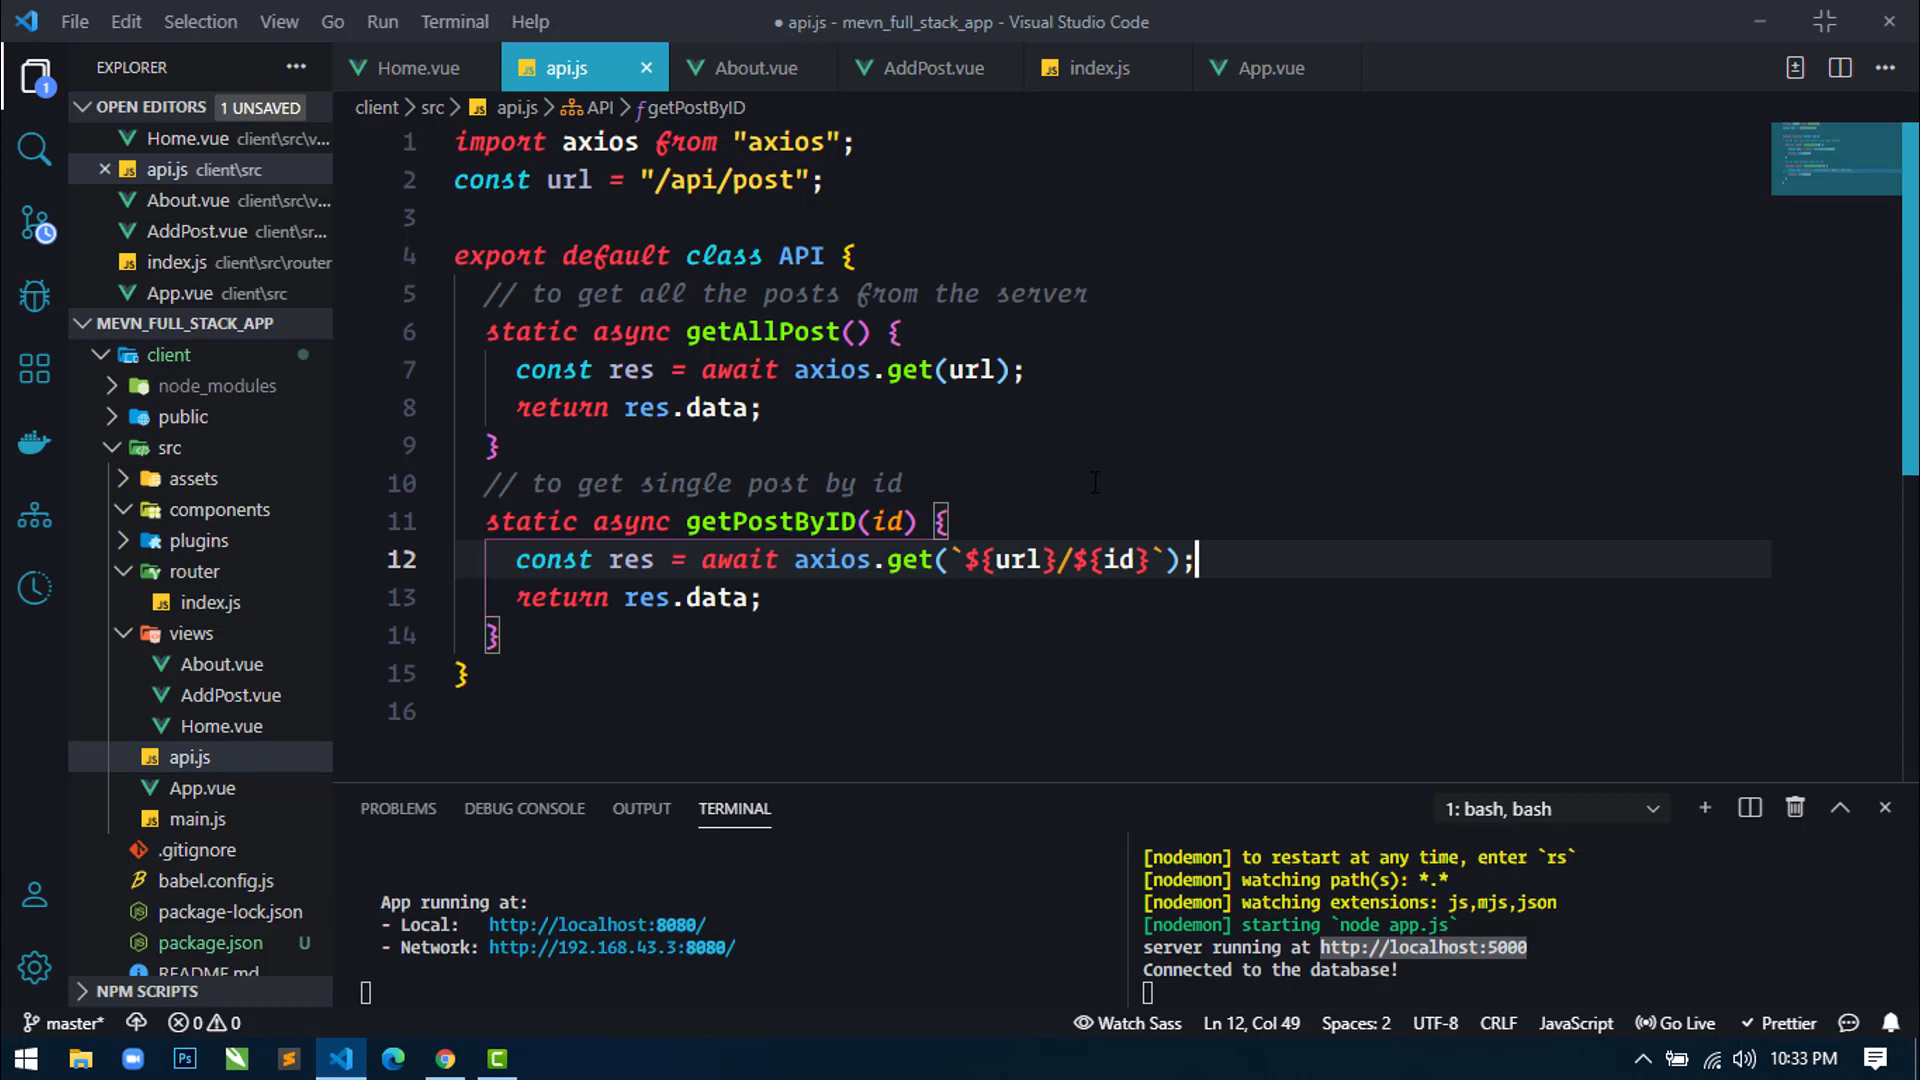 File Edit Selection View Go Run Terminal Help
● api.js - mevn_full_stack_app - Visual Studio Code
EXPLORER
OPEN EDITORS 1 UNSAVED
Home.vue client\src\v...
api.js client\src
About.vue client\src\v...
AddPost.vue client\sr...
index.js client\src\router
App.vue client\src
MEVN_FULL_STACK_APP
client
node_modules
public
src
assets
components
plugins
router
index.js
views
About.vue
AddPost.vue
Home.vue
api.js
App.vue
main.js
.gitignore
babel.config.js
package-lock.json
package.json U
README.md
NPM SCRIPTS
Home.vue api.js About.vue AddPost.vue index.js App.vue
client > src > api.js > API > getPostByID
1 import axios from "axios";
2 const url = "/api/post";
3
4 export default class API {
5 // to get all the posts from the server
6 static async getAllPost() {
7 const res = await axios.get(url);
8 return res.data;
9 }
10 // to get single post by id
11 static async getPostByID(id) {
12 const res = await axios.get(`${url}/${id}`);
13 return res.data;
14 }
15 }
16
PROBLEMS DEBUG CONSOLE OUTPUT TERMINAL
1: bash, bash
App running at:
- Local: http://localhost:8080/
- Network: http://192.168.43.3:8080/
[nodemon] to restart at any time, enter `rs`
[nodemon] watching path(s): *.*
[nodemon] watching extensions: js,mjs,json
[nodemon] starting `node app.js`
server running at http://localhost:5000
Connected to the database!
master* 0 0
Watch Sass Ln 12, Col 49 Spaces: 2 UTF-8 CRLF JavaScript Go Live Prettier
Ps
C
10:33 PM